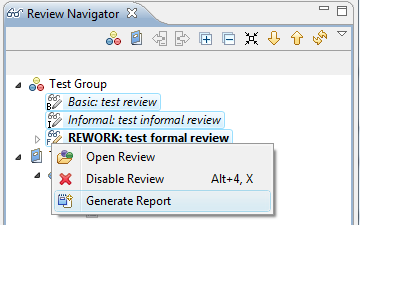 Review Navigator
Test Group
Basic: test review
Informal: test informal review
REWORK: test formal review
Open Review
Disable Review Alt+4, X
Generate Report